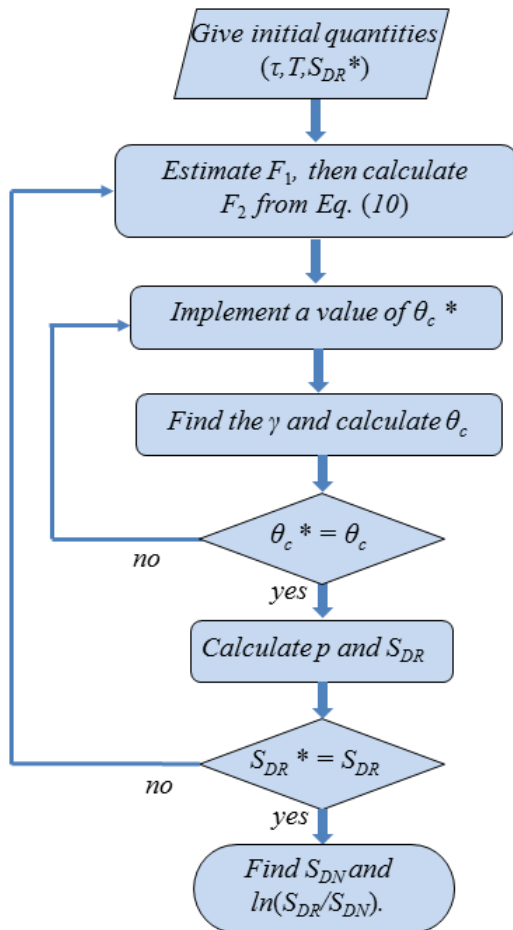 Give initial quantities
(τ,T,S_DR*)
Estimate F₁, then calculate
F₂ from Eq. (10)
Implement a value of θ_c *
Find the γ and calculate θ_c
θ_c * = θ_c
no
yes
Calculate p and S_DR
S_DR * = S_DR
no
yes
Find S_DN and
ln(S_DR/S_DN).